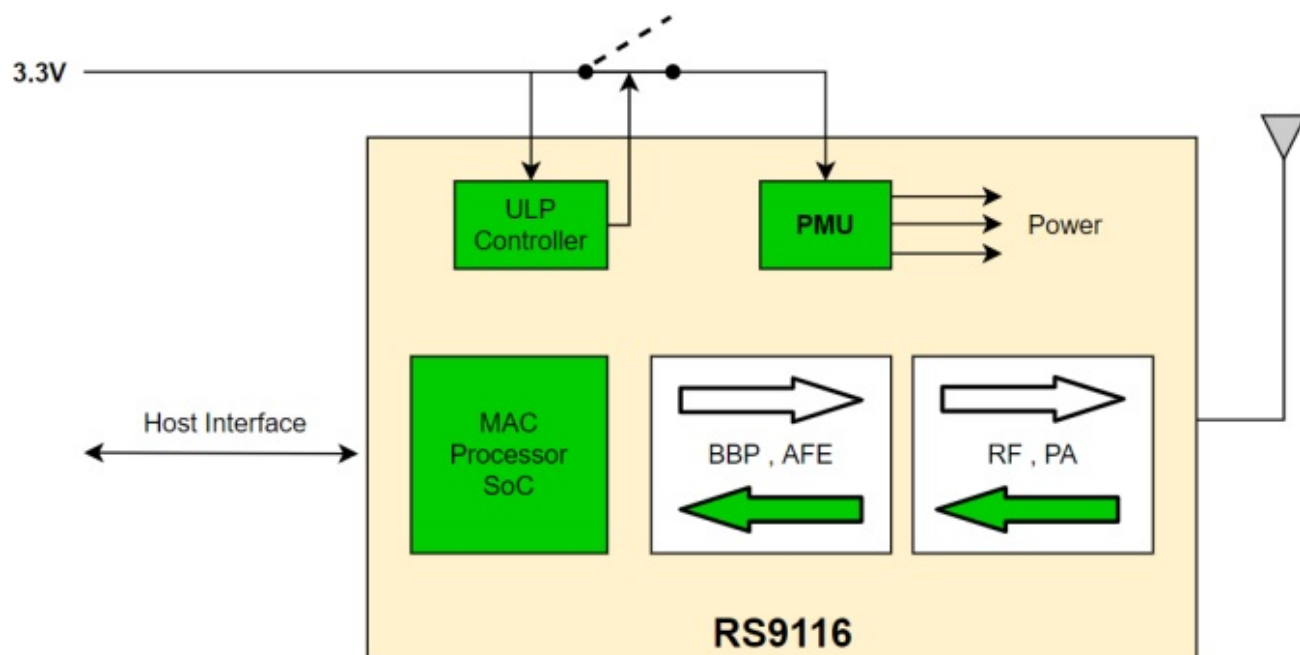 3.3V
ULP
Controller
PMU
Power
Host Interface
MAC
Processor
SoC
BBP , AFE
RF , PA
RS9116